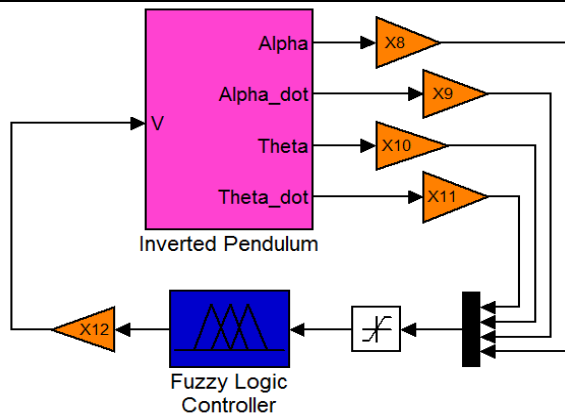 Alpha
X8
Alpha_dot
X9
V
Theta
X10
Theta_dot
X11
Inverted Pendulum
X12
Fuzzy Logic
Controller